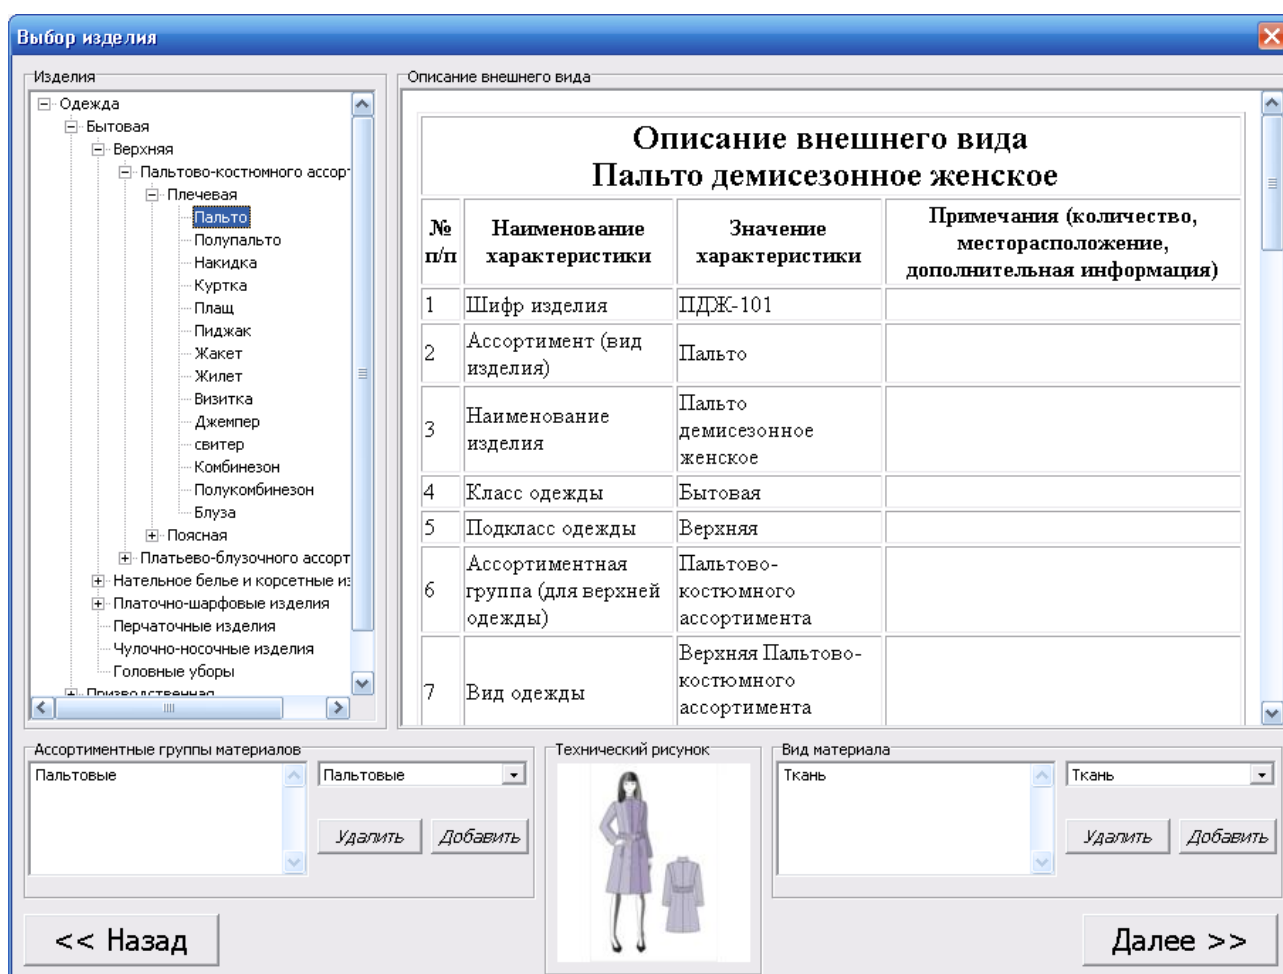 Выбор изделия
Изделия
Одежда
Бытовая
Верхняя
Пальтово-костюмного ассорт
Плечевая
Пальто
Полупальто
Накидка
Куртка
Плащ
Пиджак
Жакет
Жилет
Визитка
Джемпер
свитер
Комбинезон
Полукомбинезон
Блуза
Поясная
Платьево-блузочного ассорт
Нательное белье и корсетные из
Платочно-шарфовые изделия
Перчаточные изделия
Чулочно-носочные изделия
Головные уборы
Призводственная
Описание внешнего вида
Описание внешнего вида
Пальто демисезонное женское
№ п/п
Наименование
характеристики
Значение
характеристики
Примечания (количество,
месторасположение,
дополнительная информация)
1 Шифр изделия ПДЖ-101
2 Ассортимент (вид
изделия) Пальто
3 Наименование
изделия
Пальто
демисезонное
женское
4 Класс одежды Бытовая
5 Подкласс одежды Верхняя
6 Ассортиментная
группа (для верхней
одежды)
Пальтово-
костюмного
ассортимента
7 Вид одежды
Верхняя Пальтово-
костюмного
ассортимента
Ассортиментные группы материалов
Пальтовые
Пальтовые
Удалить Добавить
Технический рисунок
Вид материала
Ткань
Ткань
Удалить Добавить
<< Назад
Далее >>